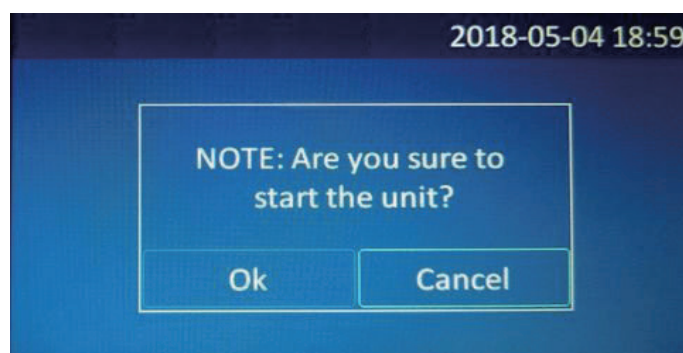 2018-05-04 18:59
NOTE: Are you sure to
start the unit?
Ok
Cancel